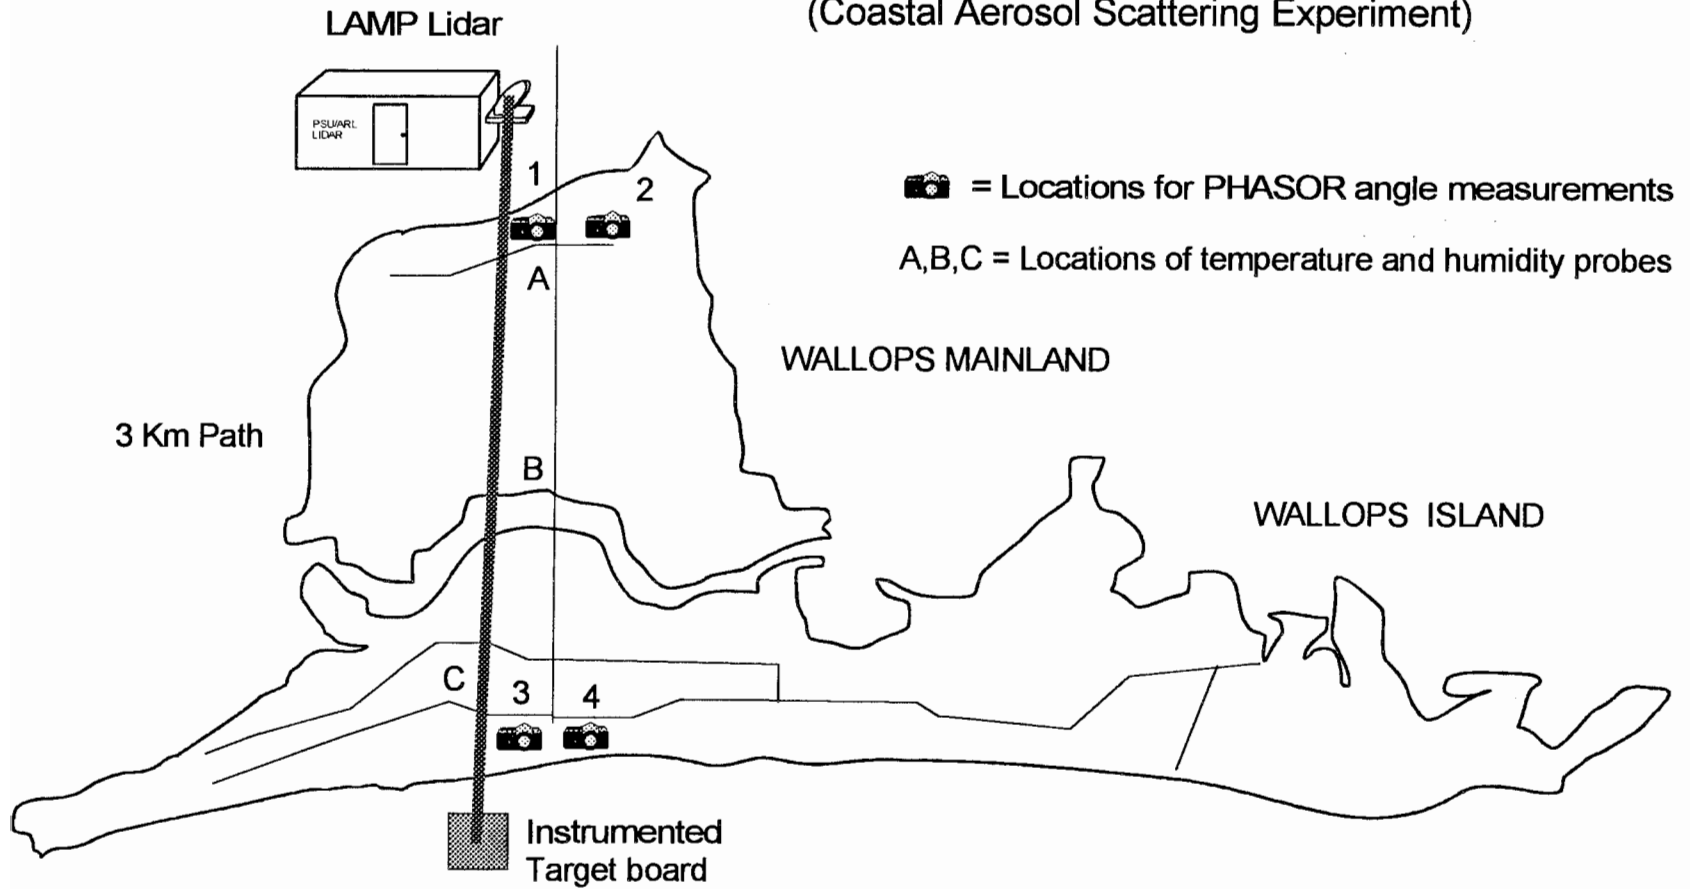 (Coastal Aerosol Scattering Experiment)
LAMP Lidar
PSU/ARL
LIDAR
1
2
= Locations for PHASOR angle measurements
A,B,C = Locations of temperature and humidity probes
A
WALLOPS MAINLAND
3 Km Path
B
WALLOPS ISLAND
C
3
4
Instrumented
Target board